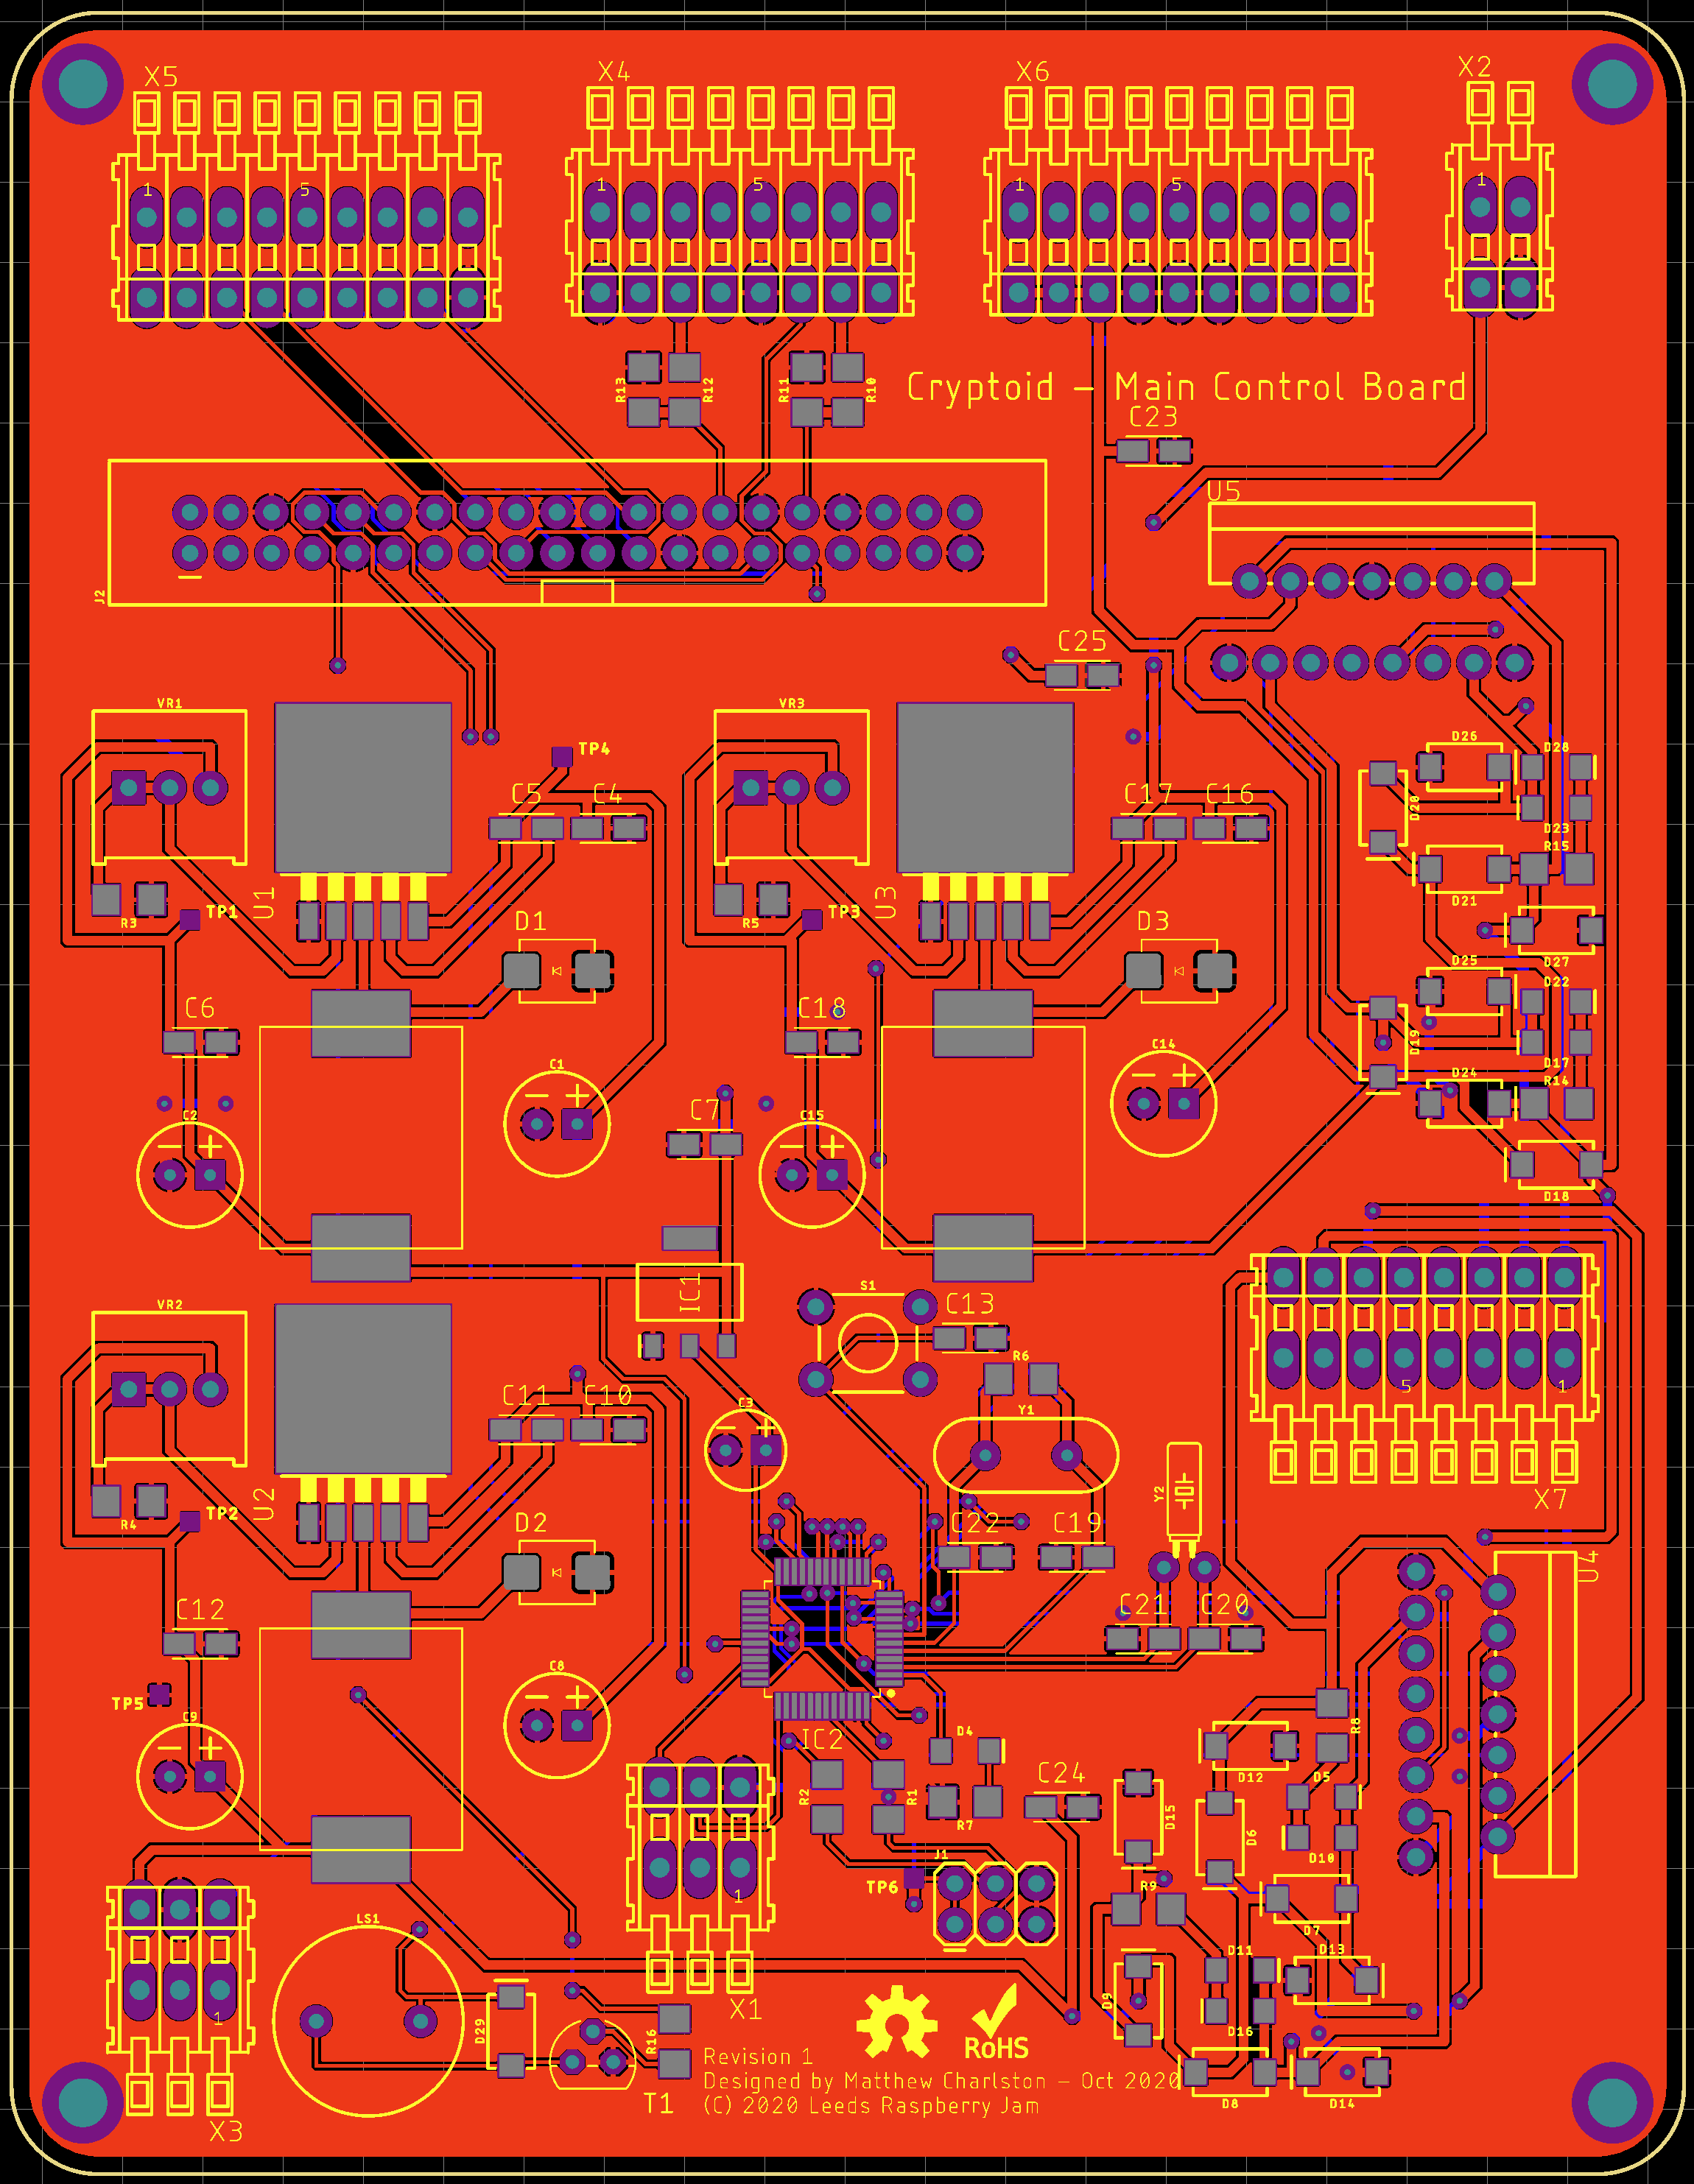 X5
X4
X6
X2
1
5
1
5
1
5
1
R13
R12
R11
R10
Cryptoid - Main Control Board
C23
U5
J2
C25
VR1
VR3
TP4
D26
D28
C5
C4
C17
C16
D20
D23
R15
D21
U1
U3
R3
TP1
R5
TP3
D1
D3
D27
D25
D22
C6
C18
D19
D17
C1
C14
D24
R14
C2
C7
C15
D18
VR2
IC1
S1
C13
R6
C11
C10
C3
Y1
5
1
X7
Y2
U2
R4
TP2
D2
C22
C19
U4
C12
C21
C20
TP5
C9
C8
IC2
D4
R8
D12
D5
C24
R2
R1
R7
D15
D6
D10
J1
TP6
1
R9
D7
LS1
D11
D13
D29
X1
D9
D16
1
R16
RoHS
Revision 1
Designed by Matthew Charlston - Oct 2020
(C) 2020 Leeds Raspberry Jam
T1
D8
D14
X3